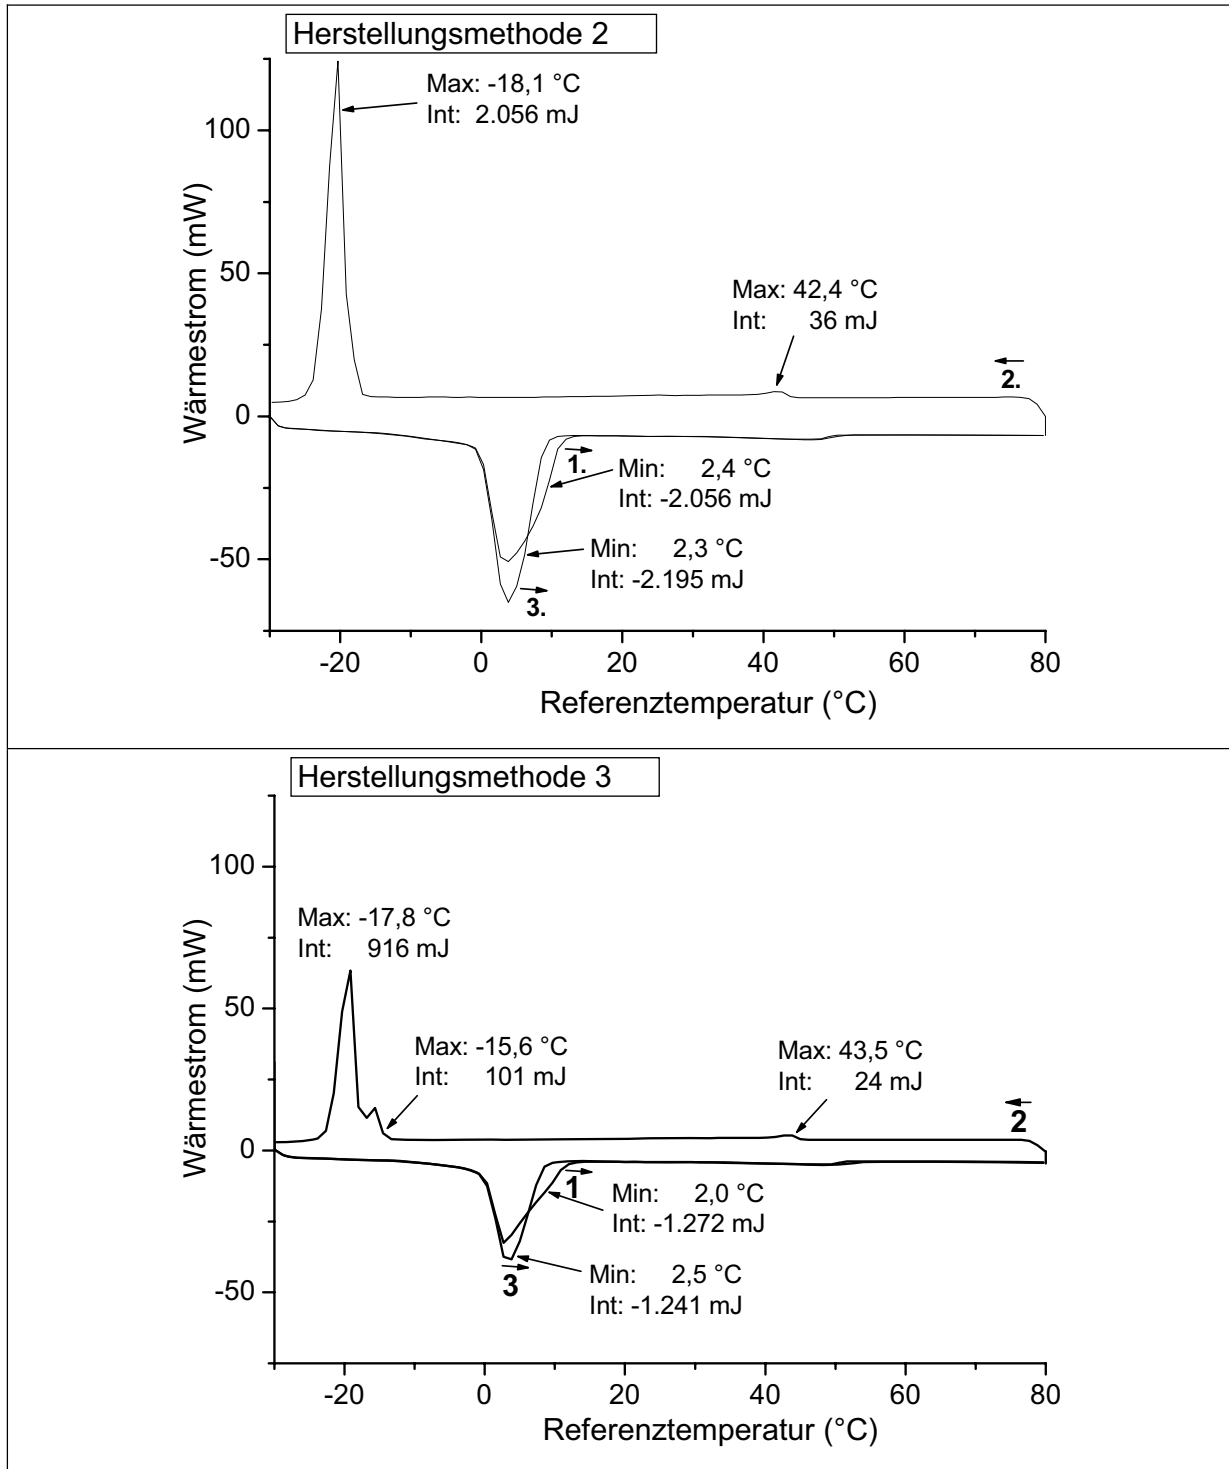 Herstellungsmethode 2
Max: -18,1 °C
Int: 2.056 mJ
100
50
0
-50
Wärmestrom (mW)
Max: 42,4 °C
Int: 36 mJ
2.
1.
Min: 2,4 °C
Int: -2.056 mJ
Min: 2,3 °C
Int: -2.195 mJ
3.
-20 0 20 40 60 80
Referenztemperatur (°C)
Herstellungsmethode 3
100
50
0
-50
Wärmestrom (mW)
Max: -17,8 °C
Int: 916 mJ
Max: -15,6 °C
Int: 101 mJ
Max: 43,5 °C
Int: 24 mJ
2
1
Min: 2,0 °C
Int: -1.272 mJ
Min: 2,5 °C
Int: -1.241 mJ
3
-20 0 20 40 60 80
Referenztemperatur (°C)